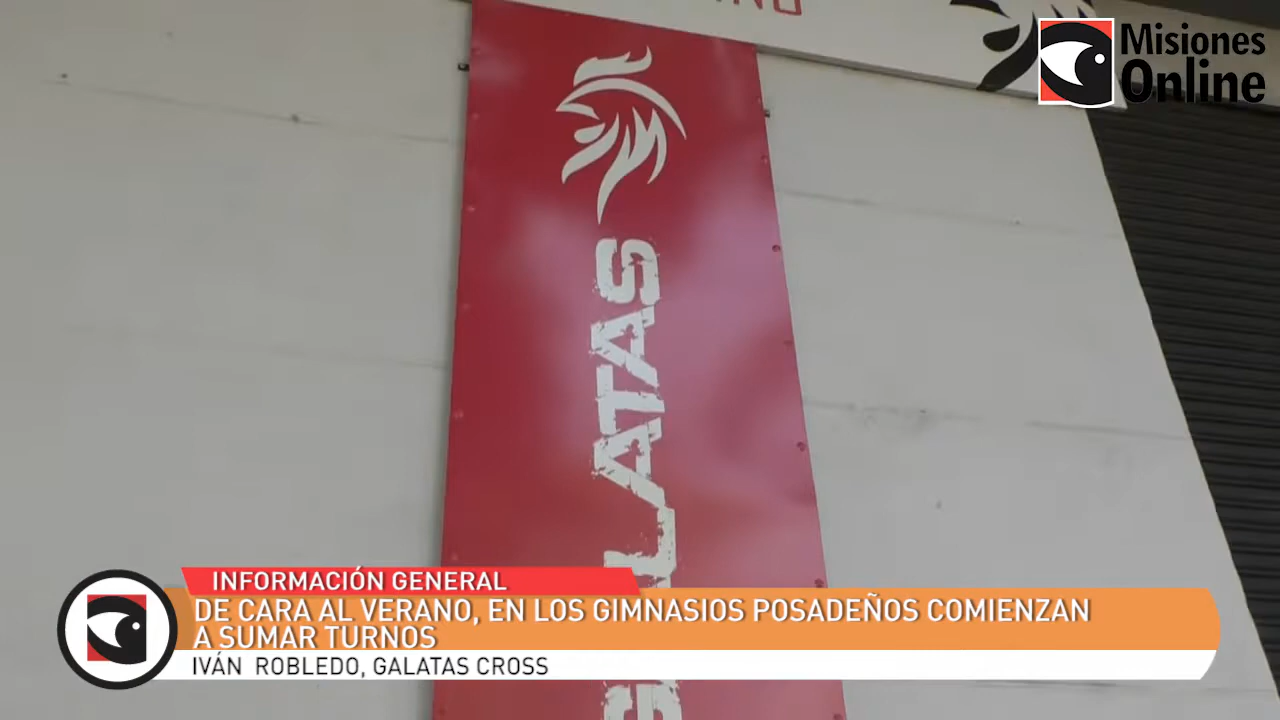 Misiones
Online
GALATAS
INFORMACIÓN GENERAL
DE CARA AL VERANO, EN LOS GIMNASIOS POSADEÑOS COMIENZAN
A SUMAR TURNOS
IVÁN ROBLEDO, GALATAS CROSS